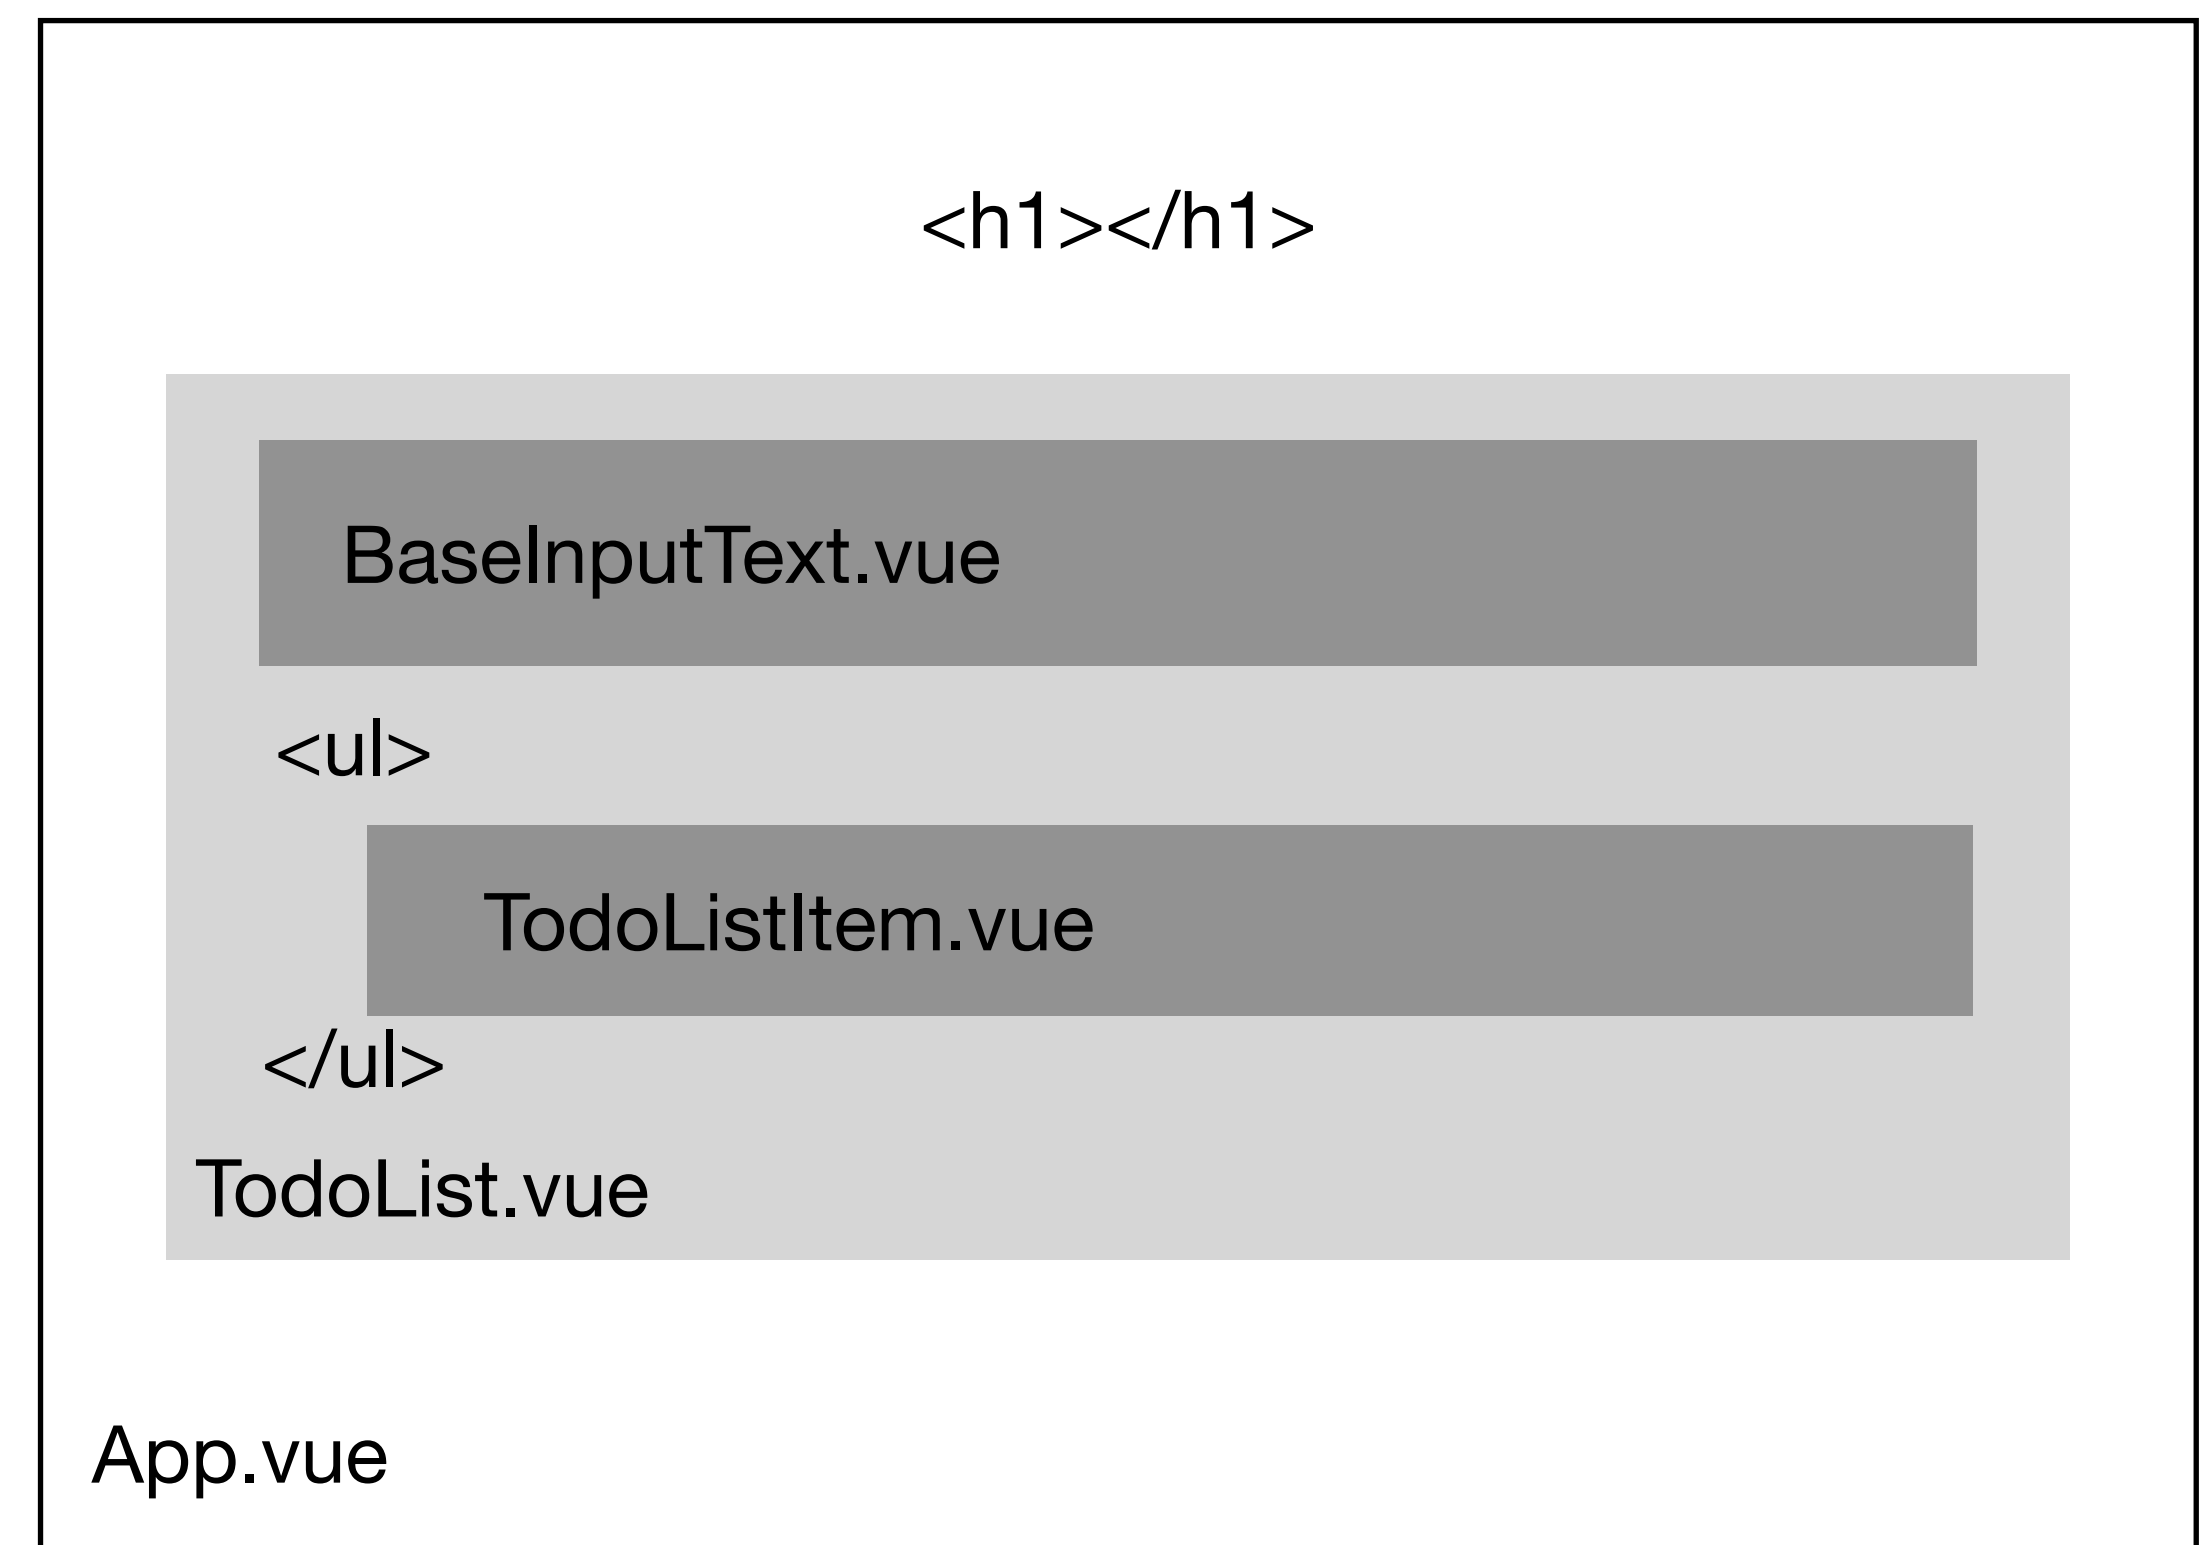 <h1></h1>
BaseInputText.vue
<ul>
TodoListItem.vue
</ul>
TodoList.vue
App.vue